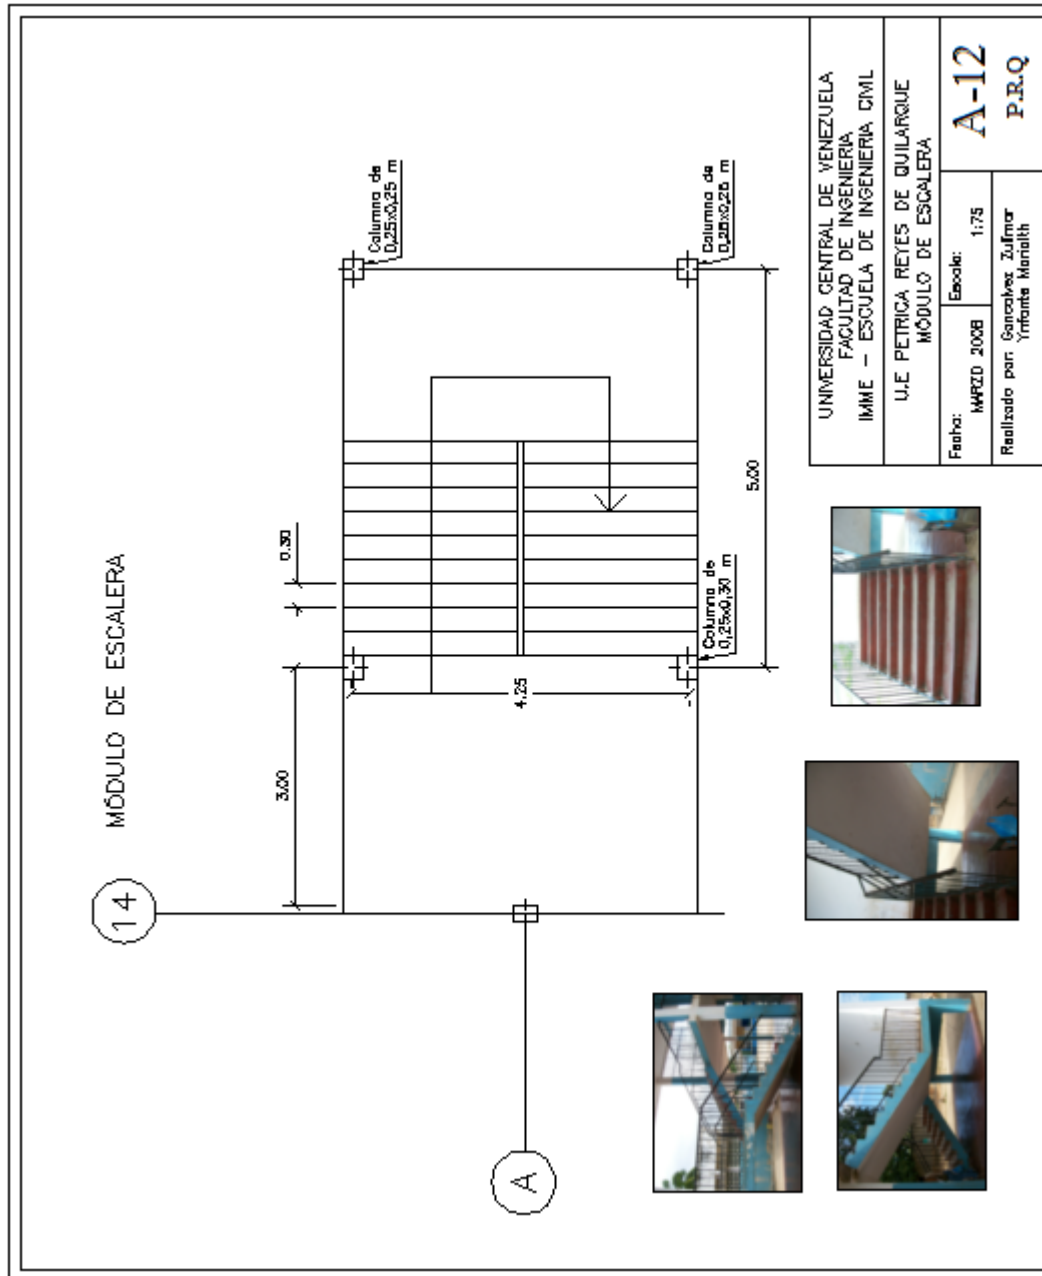 MÓDULO DE ESCALERA
14
A
3.00
0.30
4.25
5.00
Columna de
0,25x0,25 m
Columna de
0,25x0,25 m
Columna de
0,25x0,30 m
UNIVERSIDAD CENTRAL DE VENEZUELA
FACULTAD DE INGENIERIA
IMME – ESCUELA DE INGENIERIA CIVIL
U.E PETRICA REYES DE QUILARQUE
MÓDULO DE ESCALERA
Fecha:
MARZO 2008
Escala:
1:75
A-12
P.R.Q
Realizado por: Goncalvez Zulimar
Ynfante Marialth